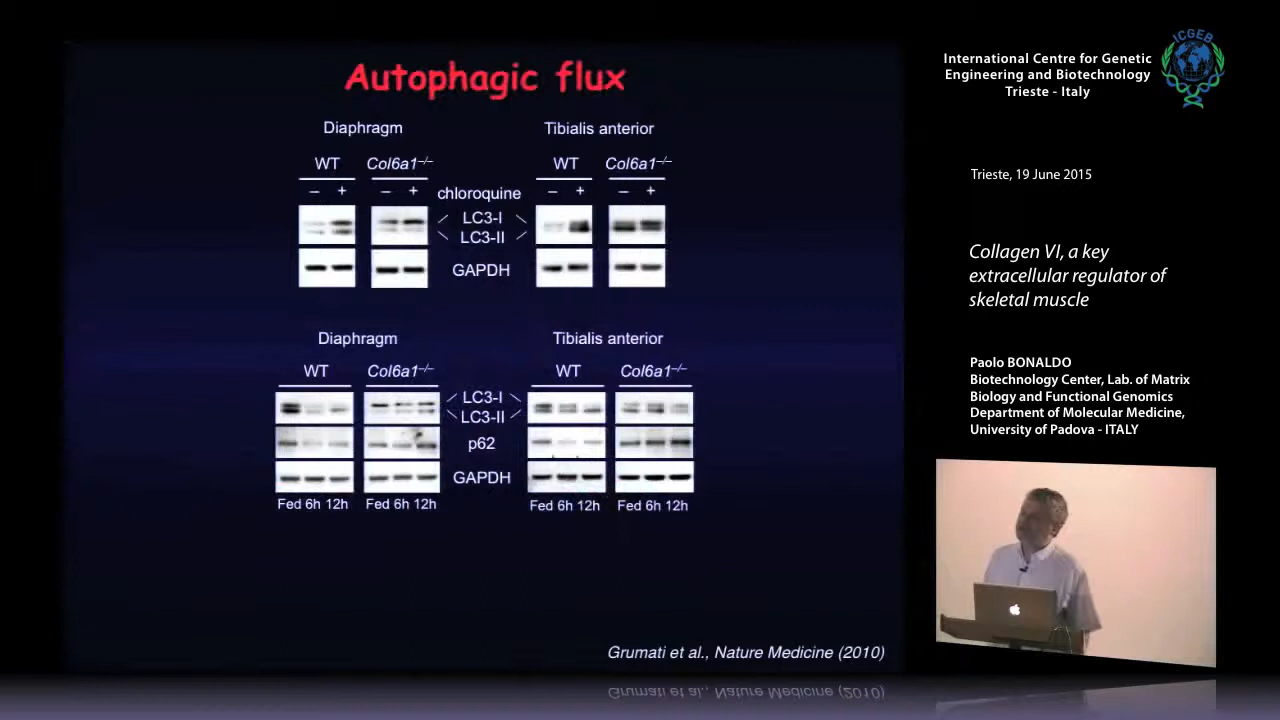 Autophagic flux
Diaphragm
Tibialis anterior
WT
Col6a1–/–
WT
Col6a1–/–
– + – + chloroquine – + – +
LC3-I
LC3-II
GAPDH
Diaphragm
Tibialis anterior
WT
Col6a1–/–
WT
Col6a1–/–
LC3-I
LC3-II
p62
GAPDH
Fed 6h 12h
Fed 6h 12h
Fed 6h 12h
Fed 6h 12h
Grumati et al., Nature Medicine (2010)
International Centre for Genetic
Engineering and Biotechnology
Trieste - Italy
ICGEB
Trieste, 19 June 2015
Collagen VI, a key
extracellular regulator of
skeletal muscle
Paolo BONALDO
Biotechnology Center, Lab. of Matrix
Biology and Functional Genomics
Department of Molecular Medicine,
University of Padova - ITALY